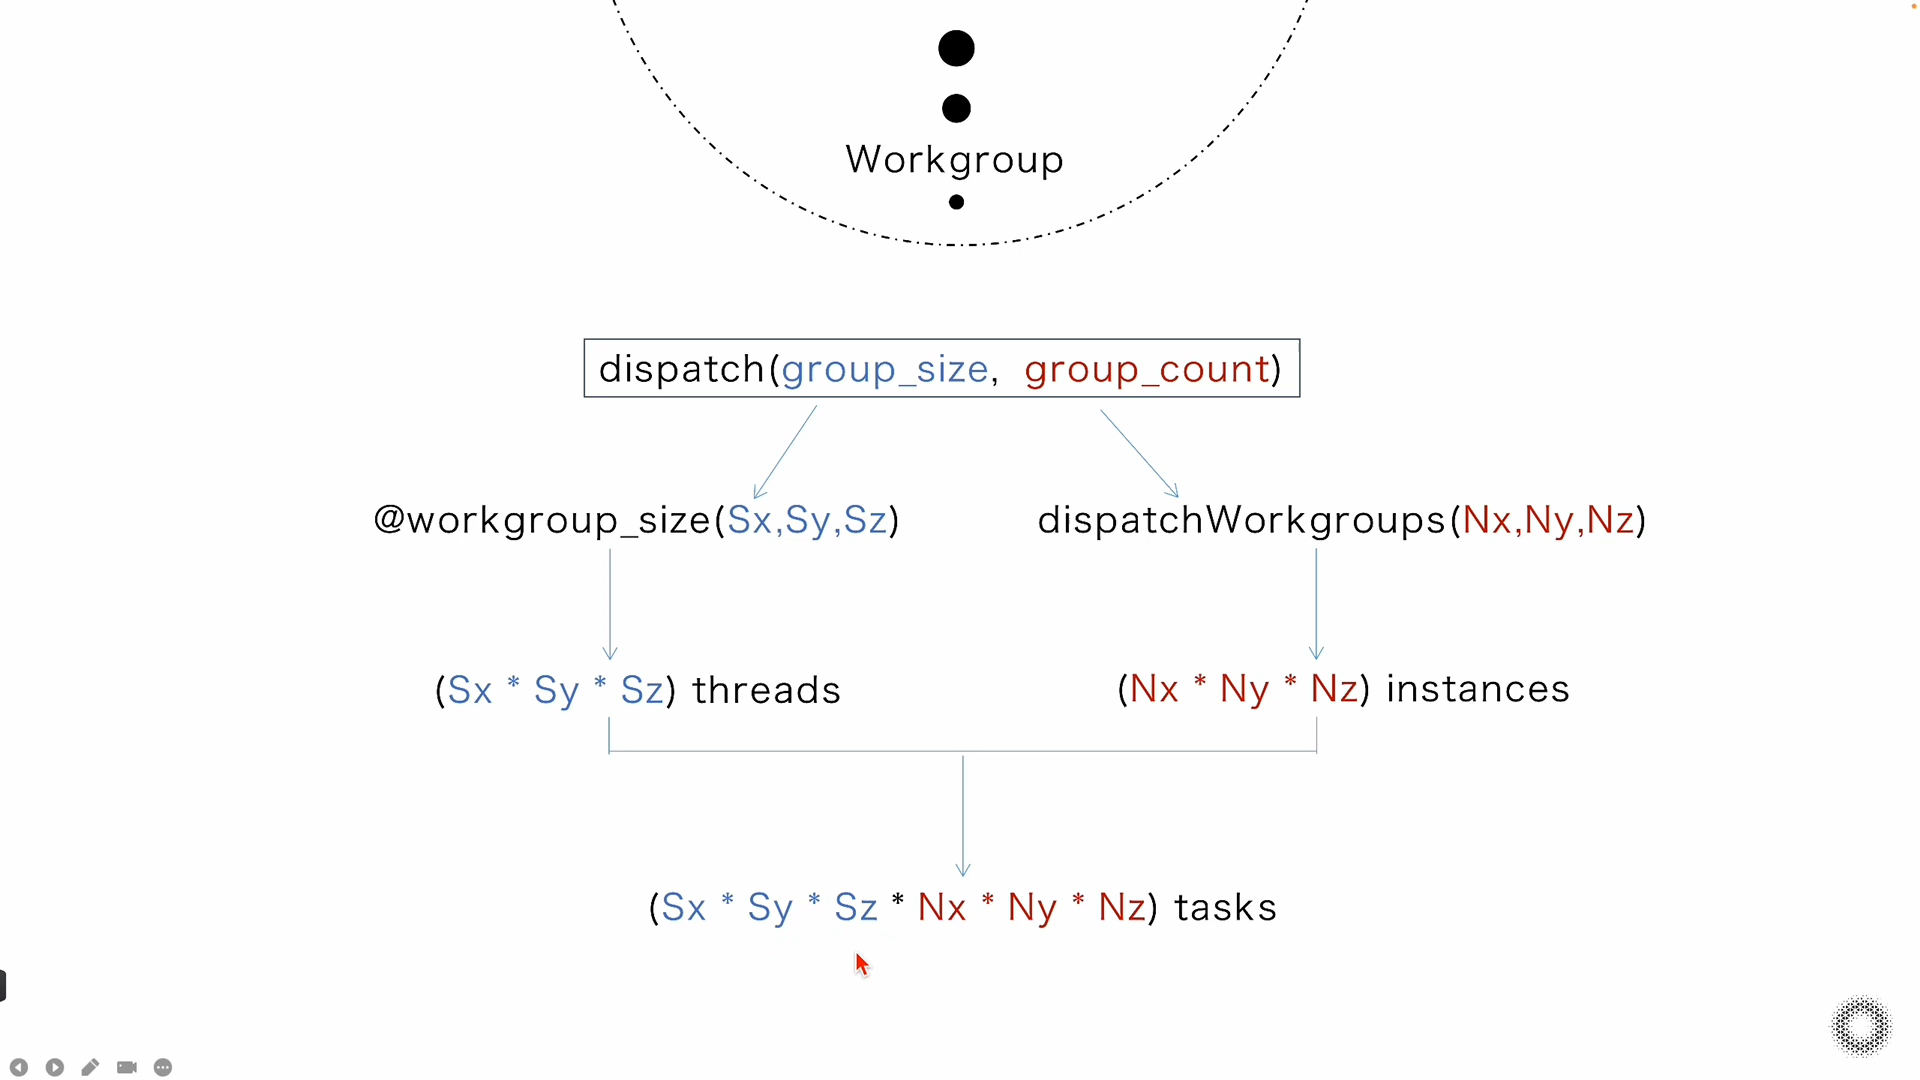 Workgroup
dispatch(group_size, group_count)
@workgroup_size(Sx,Sy,Sz) dispatchWorkgroups(Nx,Ny,Nz)
(Sx * Sy * Sz) threads (Nx * Ny * Nz) instances
(Sx * Sy * Sz * Nx * Ny * Nz) tasks